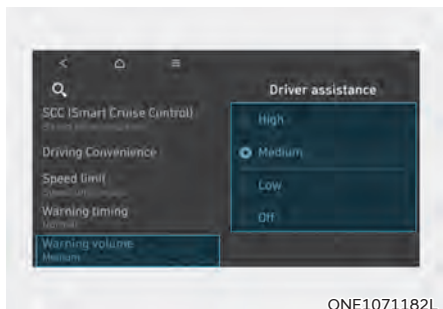 Driver assistance
SCC (Smart Cruise Control)
Driving Convenience
Speed limit
Warning timing
Normal
Warning volume
Medium
High
Medium
Low
Off
ONE1071182L